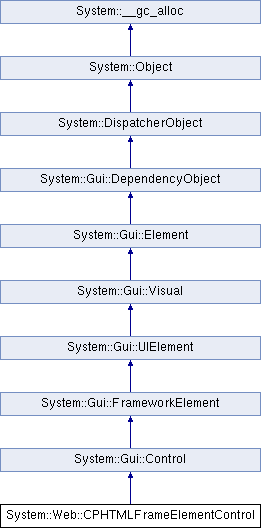 System::__gc_alloc
System::Object
System::DispatcherObject
System::Gui::DependencyObject
System::Gui::Element
System::Gui::Visual
System::Gui::UIElement
System::Gui::FrameworkElement
System::Gui::Control
System::Web::CPHTMLFrameElementControl